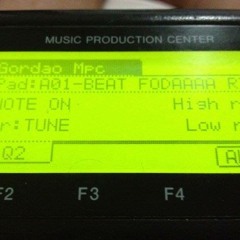 MUSIC PRODUCTION CENTER
Gordao Mpc
Pad:A01-BEAT FODAAAA R
NOTE ON High r
r:TUNE Low r
Q2
F2 F3 F4